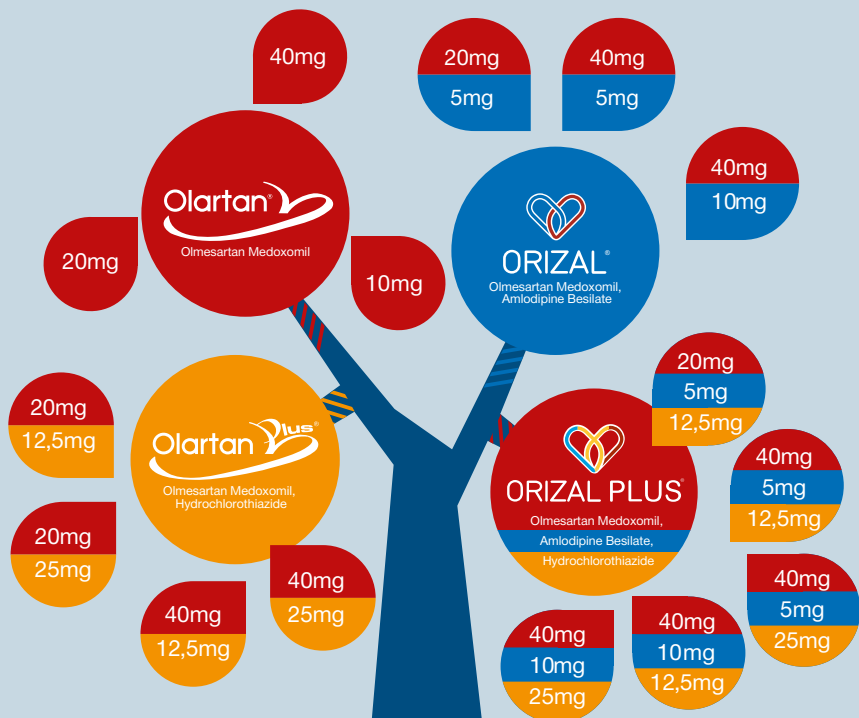 40mg
20mg
5mg
40mg
5mg
40mg
10mg
Olartan®
Olmesartan Medoxomil
20mg
10mg
ORIZAL®
Olmesartan Medoxomil,
Amlodipine Besilate
20mg
12,5mg
Olartan Plus®
Olmesartan Medoxomil,
Hydrochlorothiazide
20mg
25mg
40mg
12,5mg
40mg
25mg
ORIZAL PLUS®
Olmesartan Medoxomil,
Amlodipine Besilate,
Hydrochlorothiazide
20mg
5mg
12,5mg
40mg
5mg
12,5mg
40mg
5mg
25mg
40mg
10mg
12,5mg
40mg
10mg
25mg